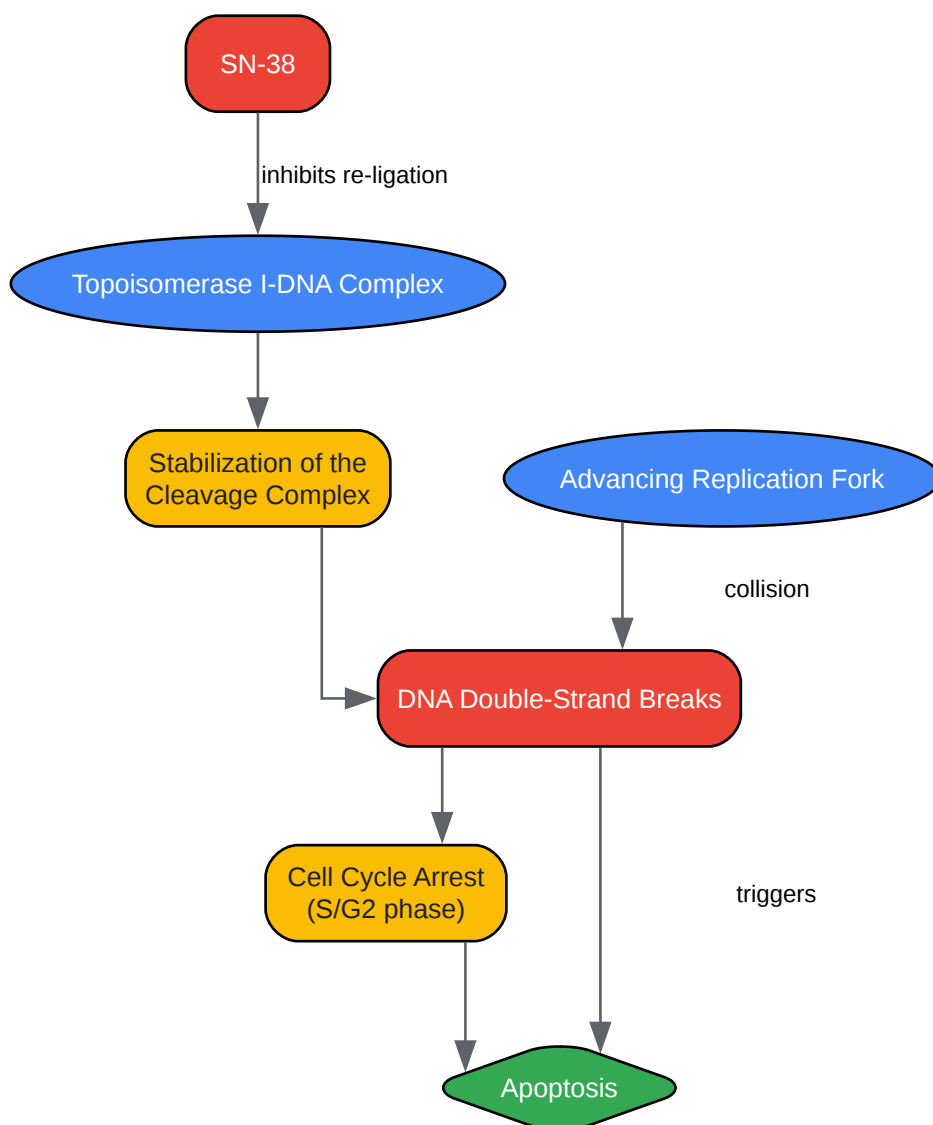 SN-38
inhibits re-ligation
Topoisomerase I-DNA Complex
Stabilization of the
Cleavage Complex
Advancing Replication Fork
collision
DNA Double-Strand Breaks
Cell Cycle Arrest
(S/G2 phase)
triggers
Apoptosis